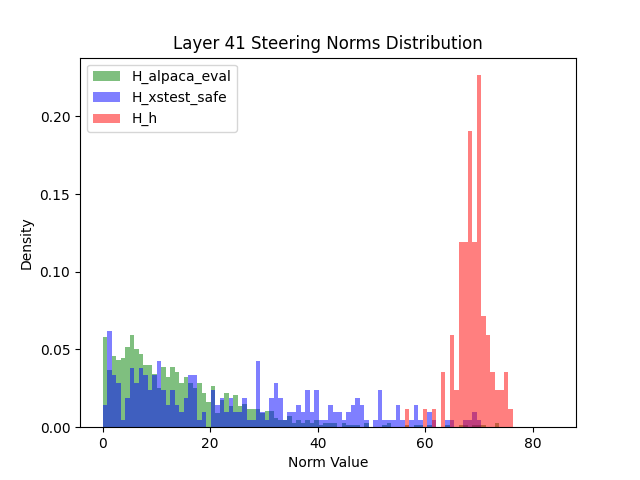 Layer 41 Steering Norms Distribution
H_alpaca_eval
H_xstest_safe
H_h
Density
0.20
0.15
0.10
0.05
0.00
0
20
40
60
80
Norm Value